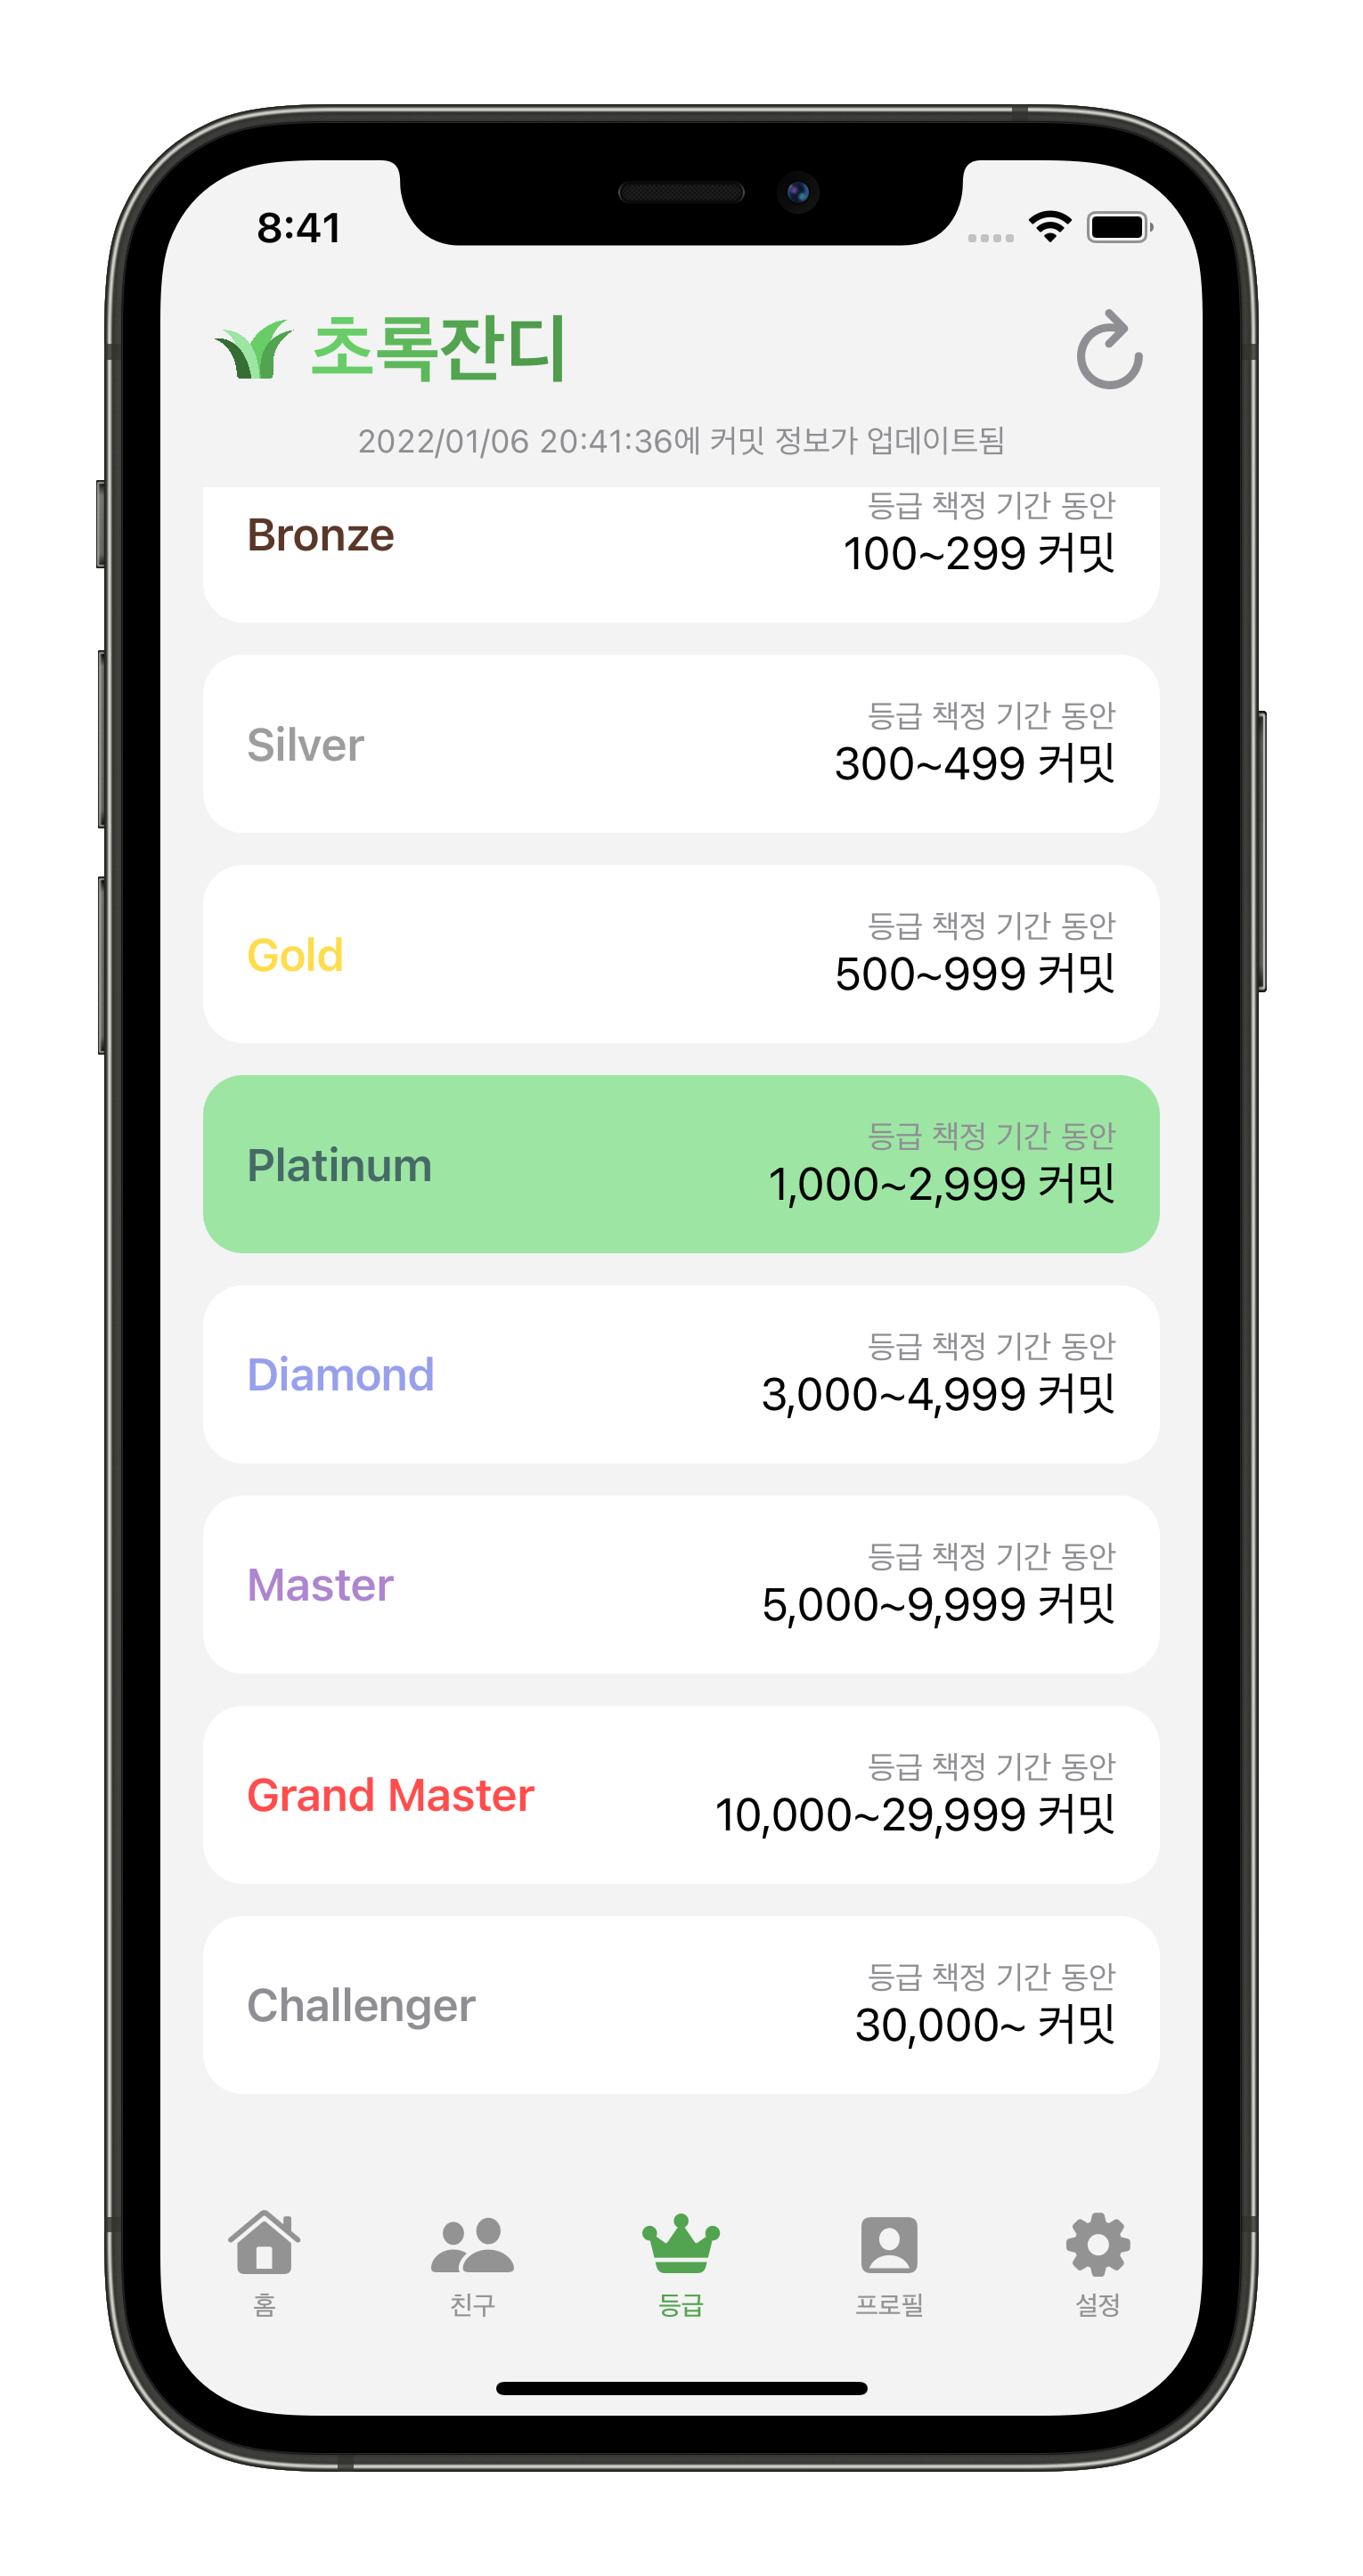 8:41
초록잔디
2022/01/06 20:41:36에 커밋 정보가 업데이트됨
등급 책정 기간 동안
Bronze
100~299 커밋
등급 책정 기간 동안
Silver
300~499 커밋
등급 책정 기간 동안
Gold
500~999 커밋
등급 책정 기간 동안
Platinum
1,000~2,999 커밋
등급 책정 기간 동안
Diamond
3,000~4,999 커밋
등급 책정 기간 동안
Master
5,000~9,999 커밋
등급 책정 기간 동안
Grand Master
10,000~29,999 커밋
등급 책정 기간 동안
Challenger
30,000~ 커밋
홈
친구
등급
프로필
설정